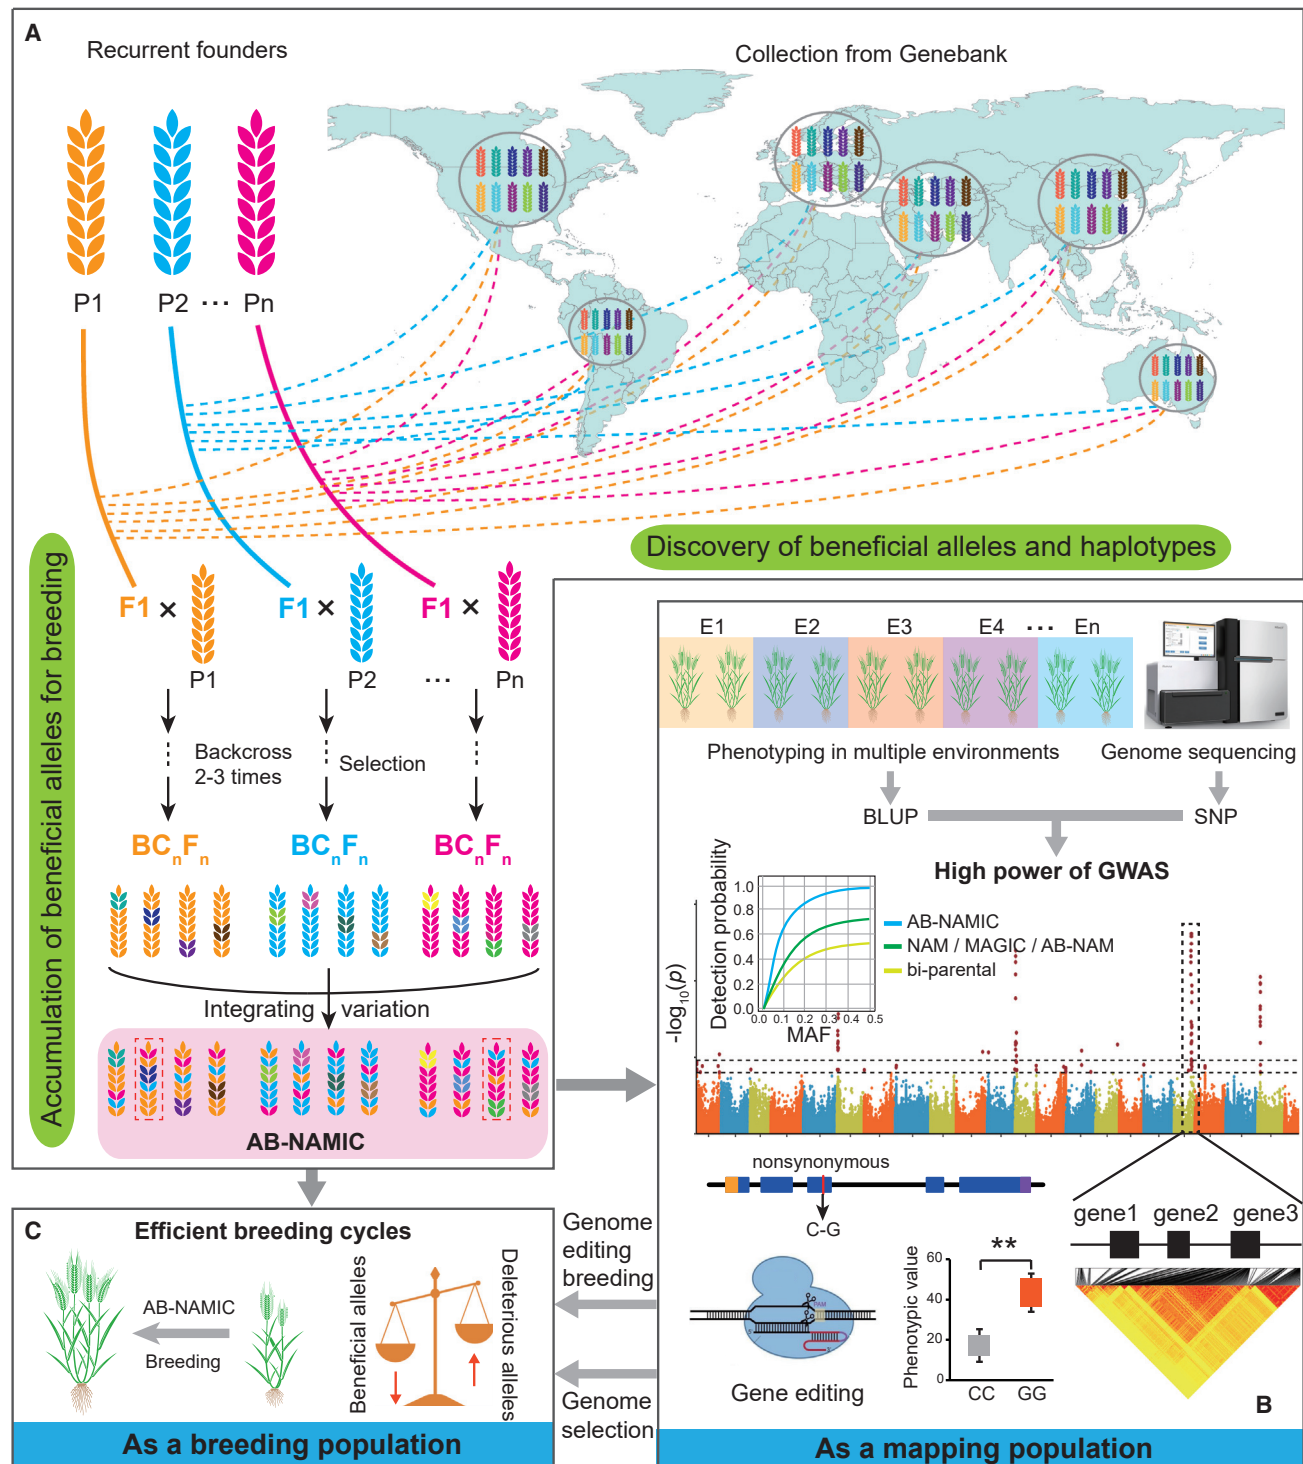 A
Recurrent founders
Collection from Genebank
P1
P2
...
Pn
Discovery of beneficial alleles and haplotypes
Accumulation of beneficial alleles for breeding
F1 ×
F1 ×
F1 ×
P1
P2
...
Pn
Backcross
2-3 times
Selection
BCnFn
BCnFn
BCnFn
Integrating variation
AB-NAMIC
E1
E2
E3
E4
...
En
Phenotyping in multiple environments
Genome sequencing
BLUP
SNP
High power of GWAS
Detection probability
1.0
0.8
0.6
0.4
0.2
0.0
0.0
0.1
0.2
0.3
0.4
0.5
MAF
AB-NAMIC
NAM / MAGIC / AB-NAM
bi-parental
-log10(p)
nonsynonymous
C-G
PAM
Gene editing
Phenotypic value
60
40
20
0
**
CC
GG
gene1
gene2
gene3
B
As a mapping population
C
Efficient breeding cycles
AB-NAMIC
Breeding
Beneficial alleles
Deleterious alleles
As a breeding population
Genome
editing
breeding
Genome
selection